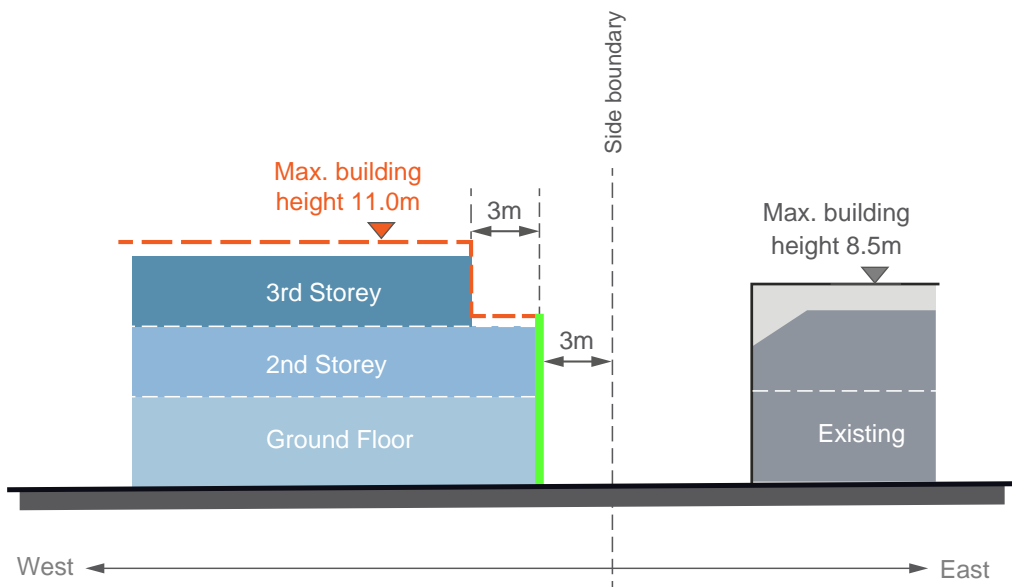 Side boundary
Max. building
height 11.0m
3m
Max. building
height 8.5m
3rd Storey
3m
2nd Storey
Ground Floor
Existing
West
East